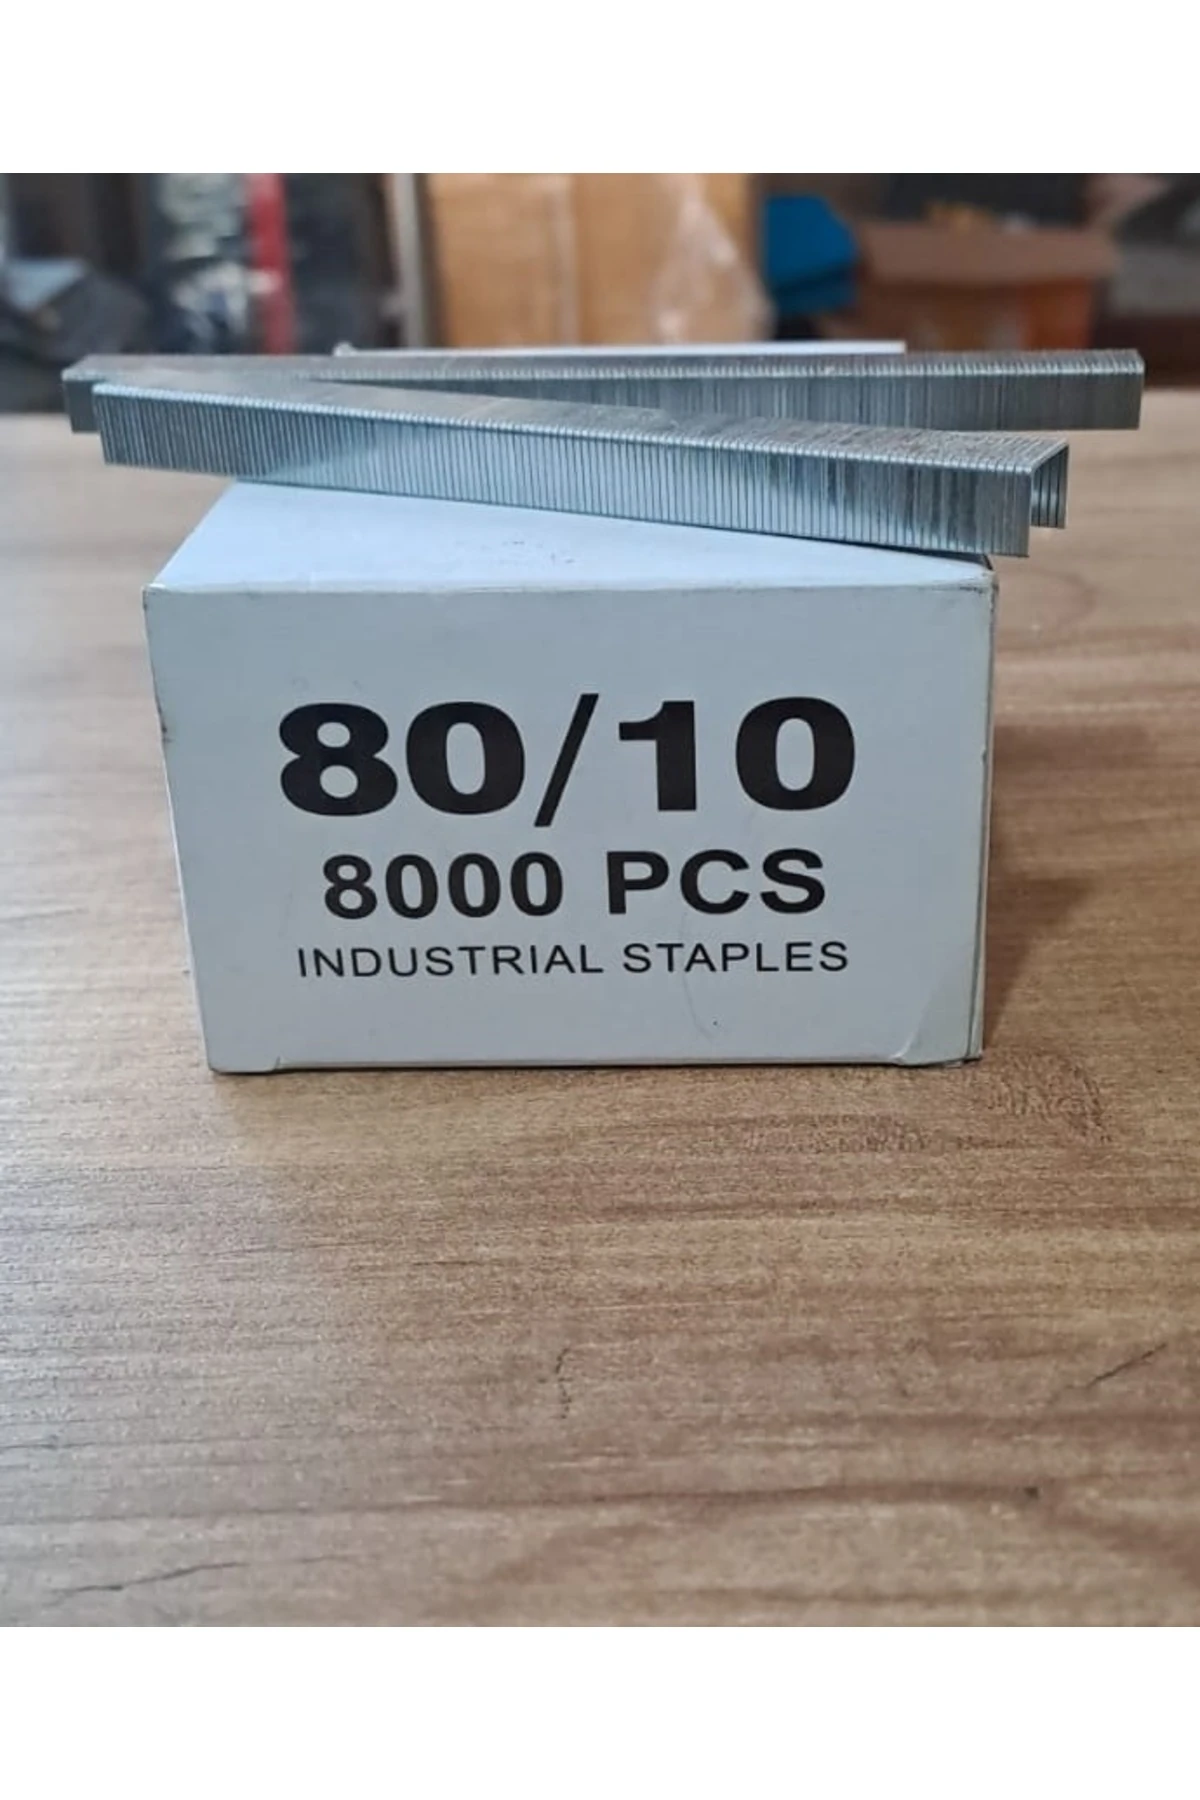 80/10
8000 PCS
INDUSTRIAL STAPLES